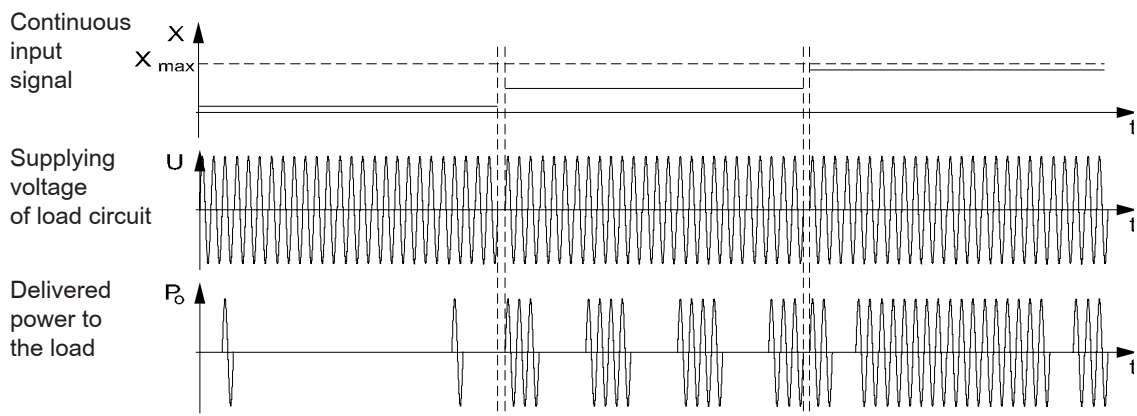 Continuous
input
signal
X
X max
t
Supplying
voltage
of load circuit
U
t
Delivered
power to
the load
Po
t